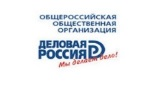 ОБЩЕРОССИЙСКАЯ
ОБЩЕСТВЕННАЯ
ОРГАНИЗАЦИЯ
ДЕЛОВАЯ
РОССИЯ
Мы делаем дело!